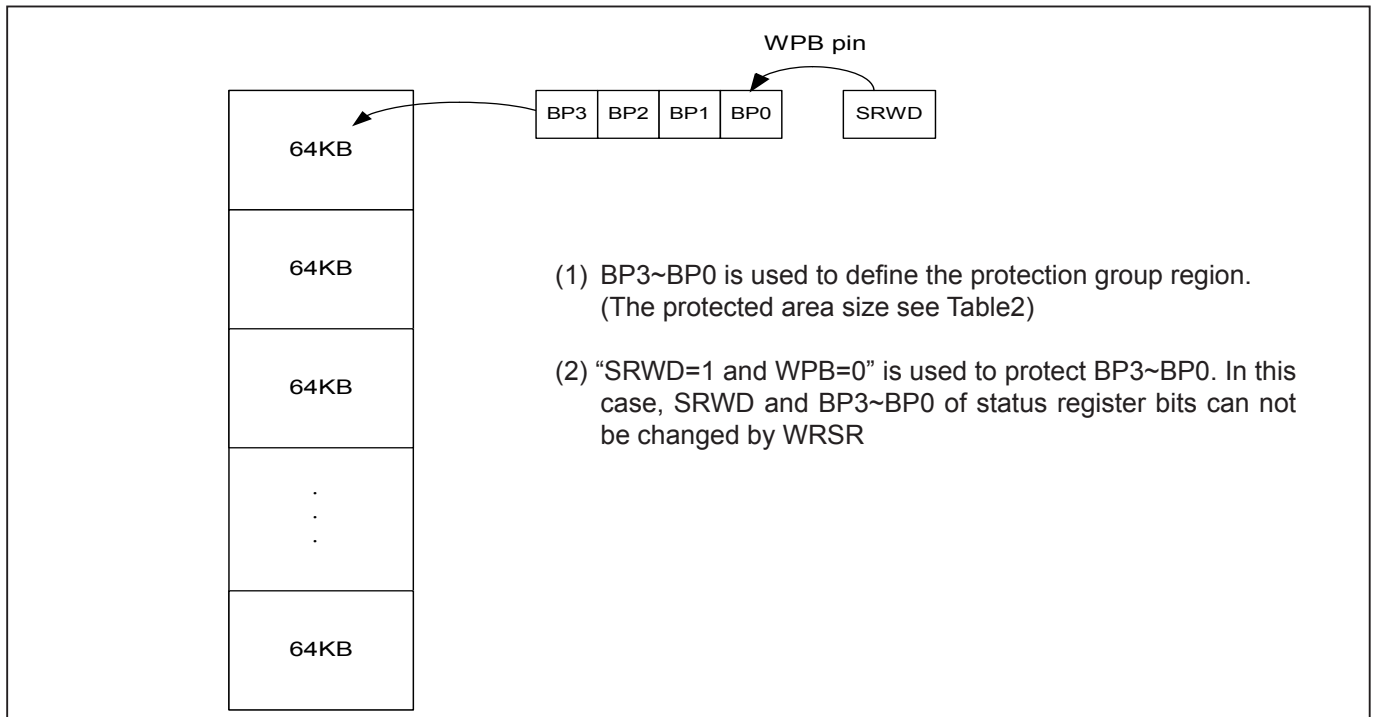 WPB pin
BP3 BP2 BP1 BP0 SRWD
64KB
64KB
(1) BP3~BP0 is used to define the protection group region.
(The protected area size see Table2)
64KB
(2) “SRWD=1 and WPB=0” is used to protect BP3~BP0. In this
case, SRWD and BP3~BP0 of status register bits can not
be changed by WRSR
.
.
.
64KB